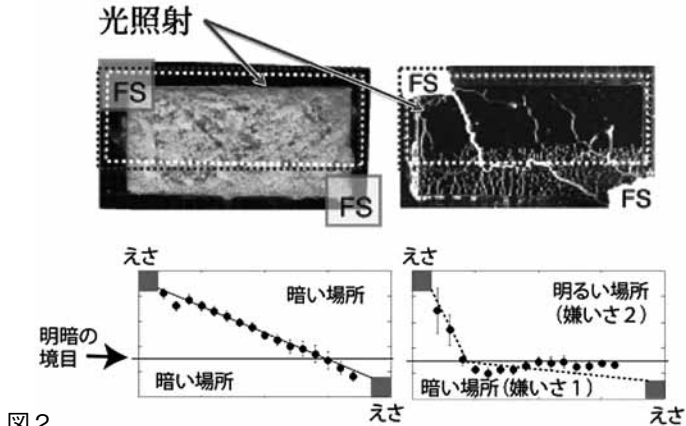 光照射
FS
FS
FS
FS
えさ
えさ
暗い場所
明るい場所
(嫌いさ2)
明暗の
境目
暗い場所
暗い場所(嫌いさ1)
えさ
えさ
図2